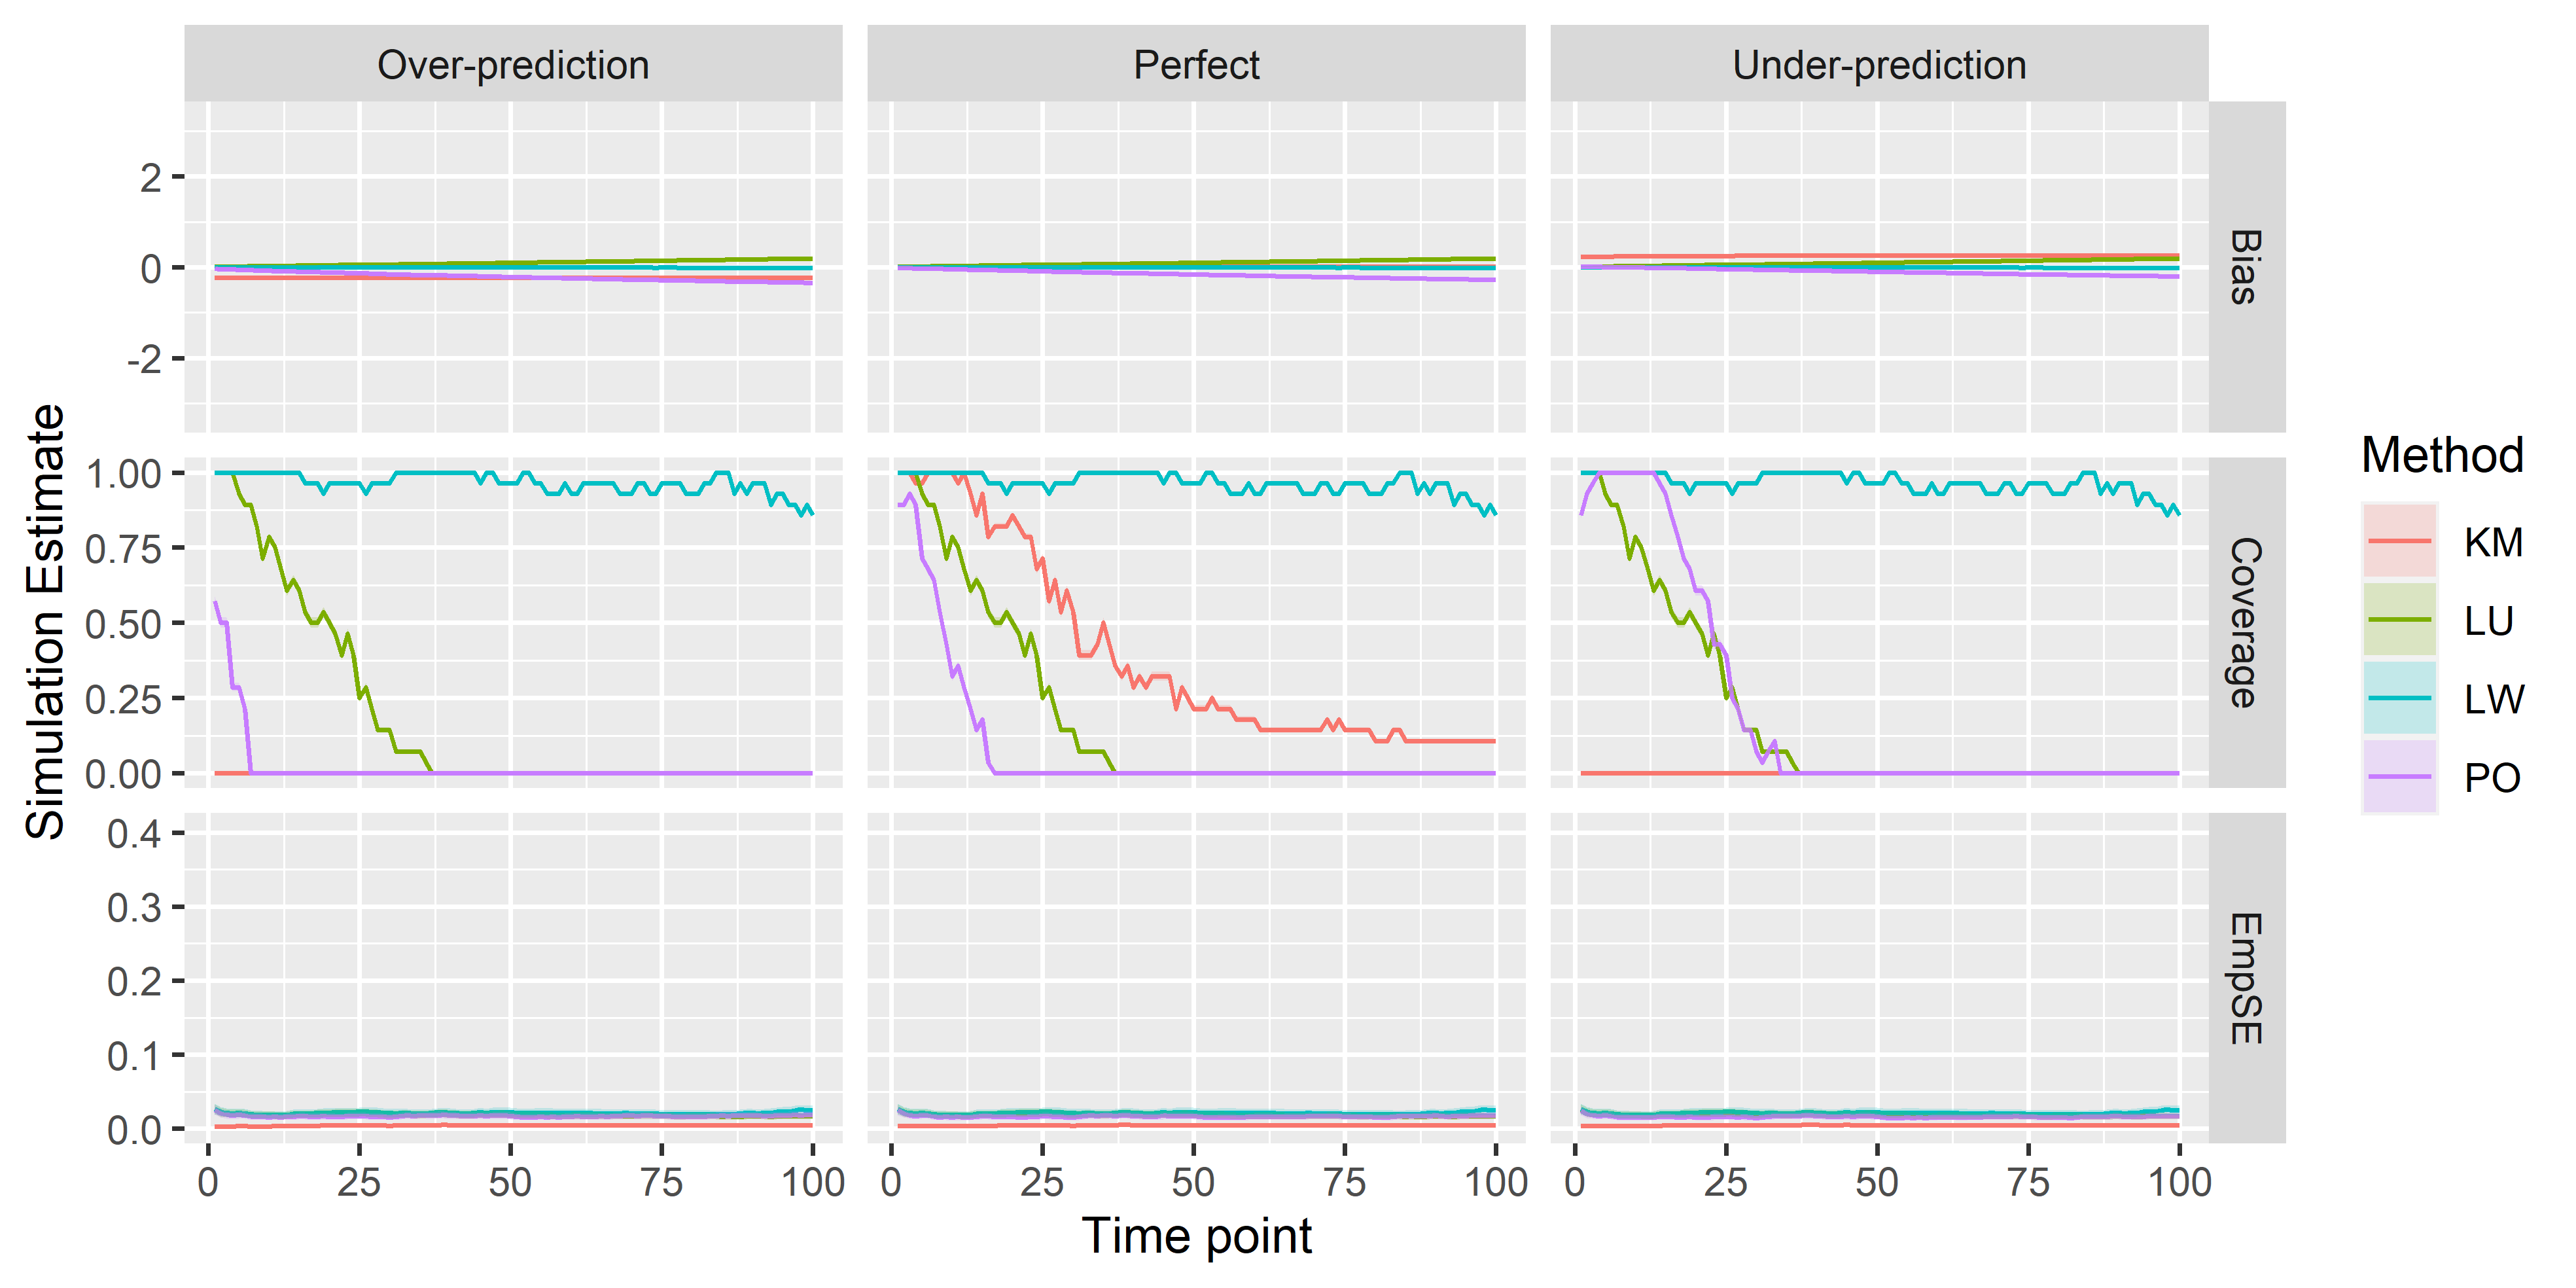 Over-prediction
Perfect
Under-prediction
2
0
-2
Bias
1.00
0.75
0.50
0.25
0.00
Coverage
0.4
0.3
0.2
0.1
0.0
EmpSE
0 25 50 75 100
0 25 50 75 100
0 25 50 75 100
Time point
Simulation Estimate
Method
KM
LU
LW
PO